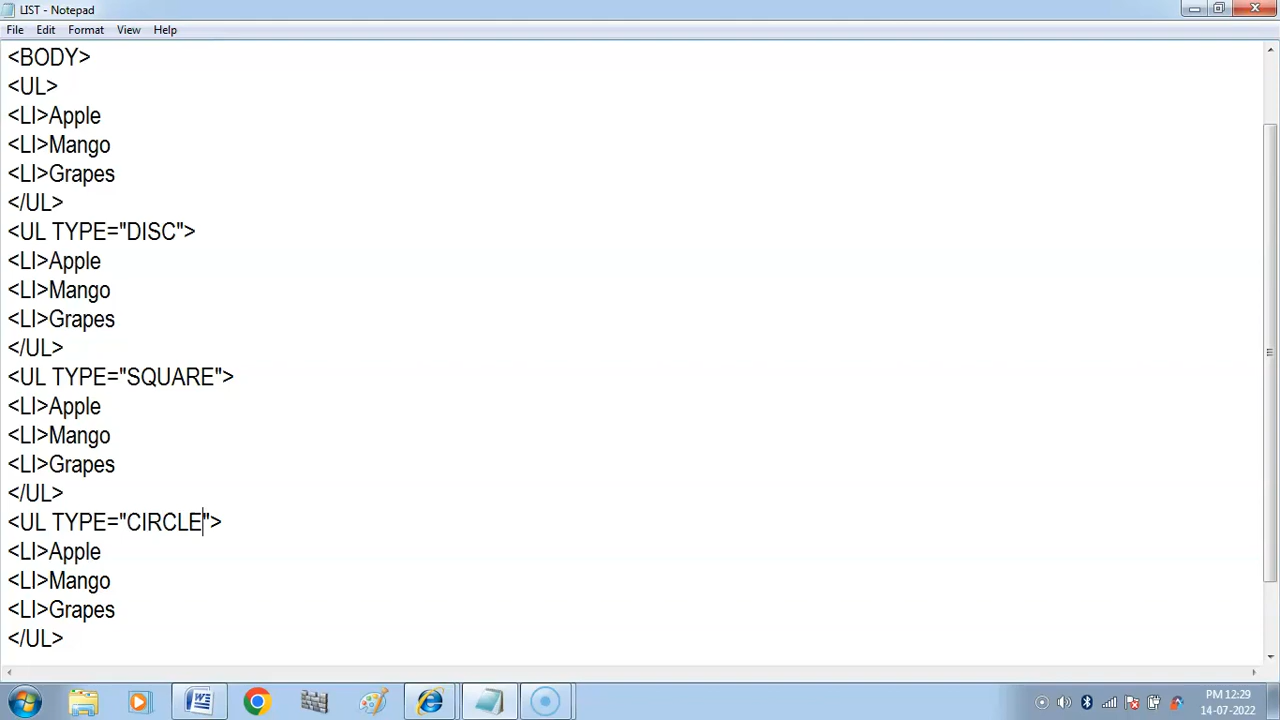 LIST - Notepad
File Edit Format View Help
<BODY>
<UL>
<LI>Apple
<LI>Mango
<LI>Grapes
</UL>
<UL TYPE="DISC">
<LI>Apple
<LI>Mango
<LI>Grapes
</UL>
<UL TYPE="SQUARE">
<LI>Apple
<LI>Mango
<LI>Grapes
</UL>
<UL TYPE="CIRCLE">
<LI>Apple
<LI>Mango
<LI>Grapes
</UL>
PM 12:29
14-07-2022